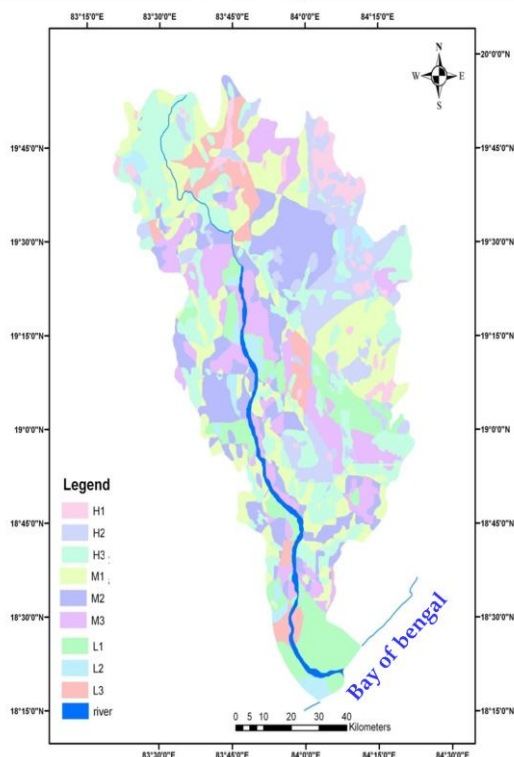 83°15'0"E 83°30'0"E 83°45'0"E 84°0'0"E 84°15'0"E
N
W E
S
20°0'0"N
19°45'0"N 19°45'0"N
19°30'0"N 19°30'0"N
19°15'0"N 19°15'0"N
19°0'0"N 19°0'0"N
Legend
H1
H2
H3
M1
M2
M3
L1
L2
L3
river
18°45'0"N 18°45'0"N
18°30'0"N 18°30'0"N
Bay of bengal
18°15'0"N 18°15'0"N
0 5 10 20 30 40
Kilometers
83°30'0"E 83°45'0"E 84°0'0"E 84°15'0"E